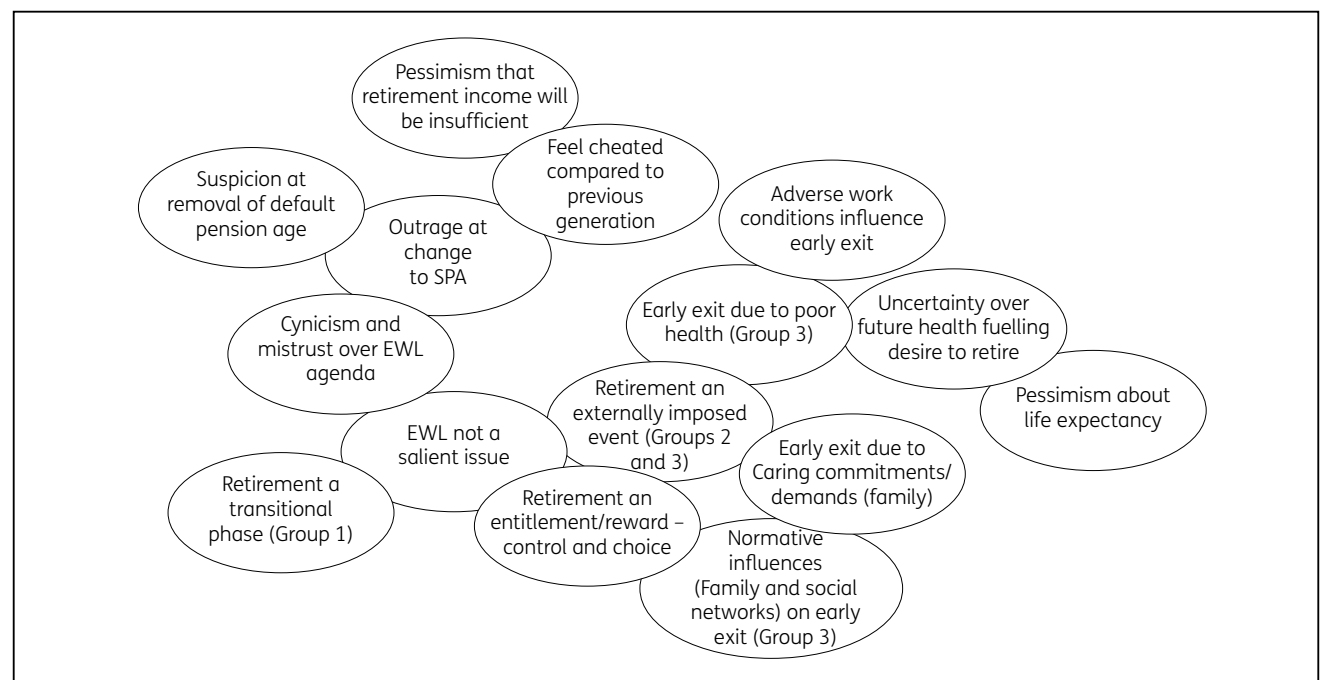 Pessimism that
retirement income will
be insufficient
Feel cheated
compared to
previous
generation
Suspicion at
removal of default
pension age
Outrage at
change
to SPA
Adverse work
conditions influence
early exit
Cynicism and
mistrust over EWL
agenda
Early exit due to poor
health (Group 3)
Uncertainty over
future health fuelling
desire to retire
Pessimism about
life expectancy
Retirement an
externally imposed
event (Groups 2
and 3)
EWL not a
salient issue
Early exit due to
Caring commitments/
demands (family)
Retirement a
transitional
phase (Group 1)
Retirement an
entitlement/reward –
control and choice
Normative
influences
(Family and social
networks) on early
exit (Group 3)